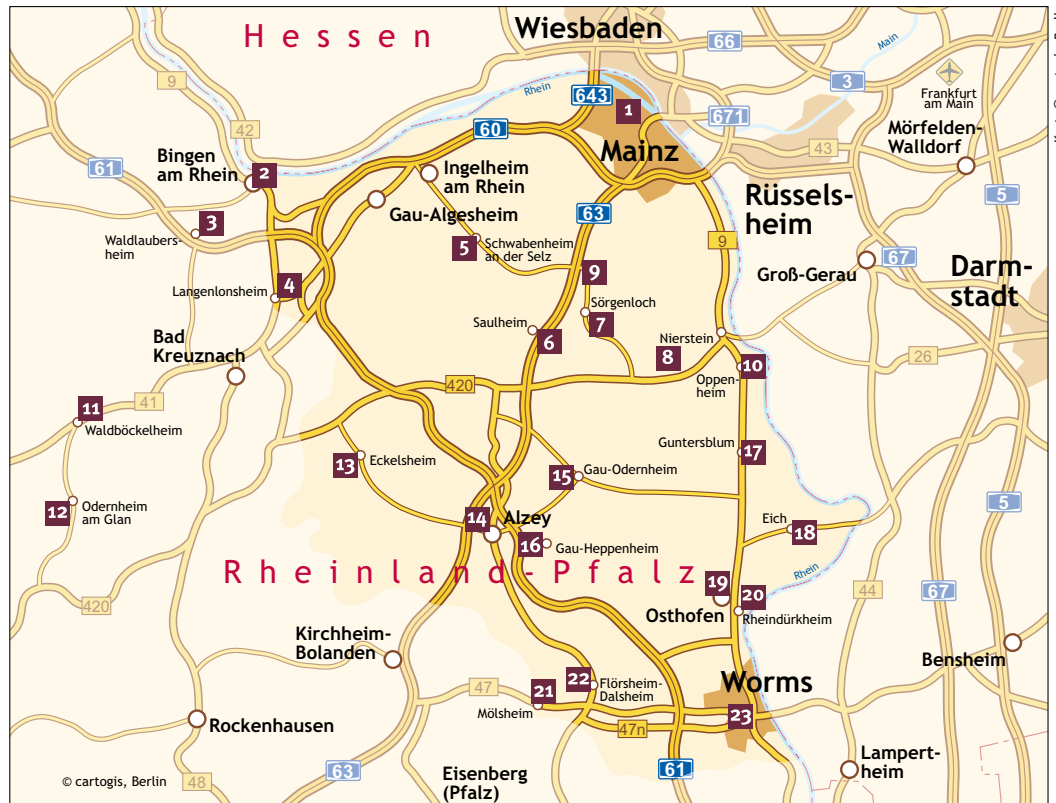 Hessen
Wiesbaden
66
Main
3
Frankfurt
am Main
9
Rhein
643
1
671
42
60
Mainz
43
Mörfelden-
Walldorf
61
Bingen
am Rhein
2
Ingelheim
am Rhein
Gau-Algesheim
63
Rüssels-
heim
5
3
Waldlaubers-
heim
5
Schwabenheim
an der Selz
9
9
67
Groß-Gerau
Darm-
stadt
4
Langenlonsheim
Sörgenloch
7
Saulheim
6
Nierstein
8
10
Oppen-
heim
26
Bad
Kreuznach
420
11
41
Waldböckelheim
Guntersblum
17
13
Eckelsheim
15
Gau-Odernheim
12
Odernheim
am Glan
5
14
Alzey
Eich
18
16
Gau-Heppenheim
Rheinland-Pfalz
Rhein
19
20
Osthofen
Rheindürkheim
44
67
420
Kirchheim-
Bolanden
Bensheim
22
Flörsheim-
Dalsheim
Worms
47
21
Mölsheim
23
47n
Rockenhausen
Lampert-
heim
61
63
48
Eisenberg
(Pfalz)
© cartogis, Berlin